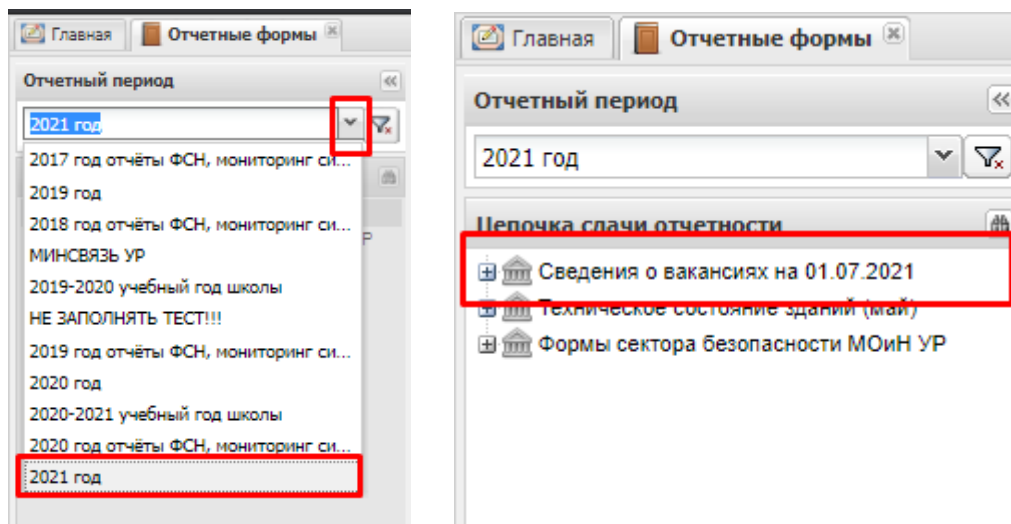 Главная
Отчетные формы
Отчетный период
2021 год
2017 год отчёты ФСН, мониторинг си...
2019 год
2018 год отчёты ФСН, мониторинг си...
МИНСВЯЗЬ УР
2019-2020 учебный год школы
НЕ ЗАПОЛНЯТЬ ТЕСТ!!!
2019 год отчёты ФСН, мониторинг си...
2020 год
2020-2021 учебный год школы
2020 год отчёты ФСН, мониторинг си...
2021 год
Р
Главная
Отчетные формы
Отчетный период
2021 год
Цепочка сдачи отчетности
Сведения о вакансиях на 01.07.2021
Техническое состояние зданий (май)
Формы сектора безопасности МОиН УР